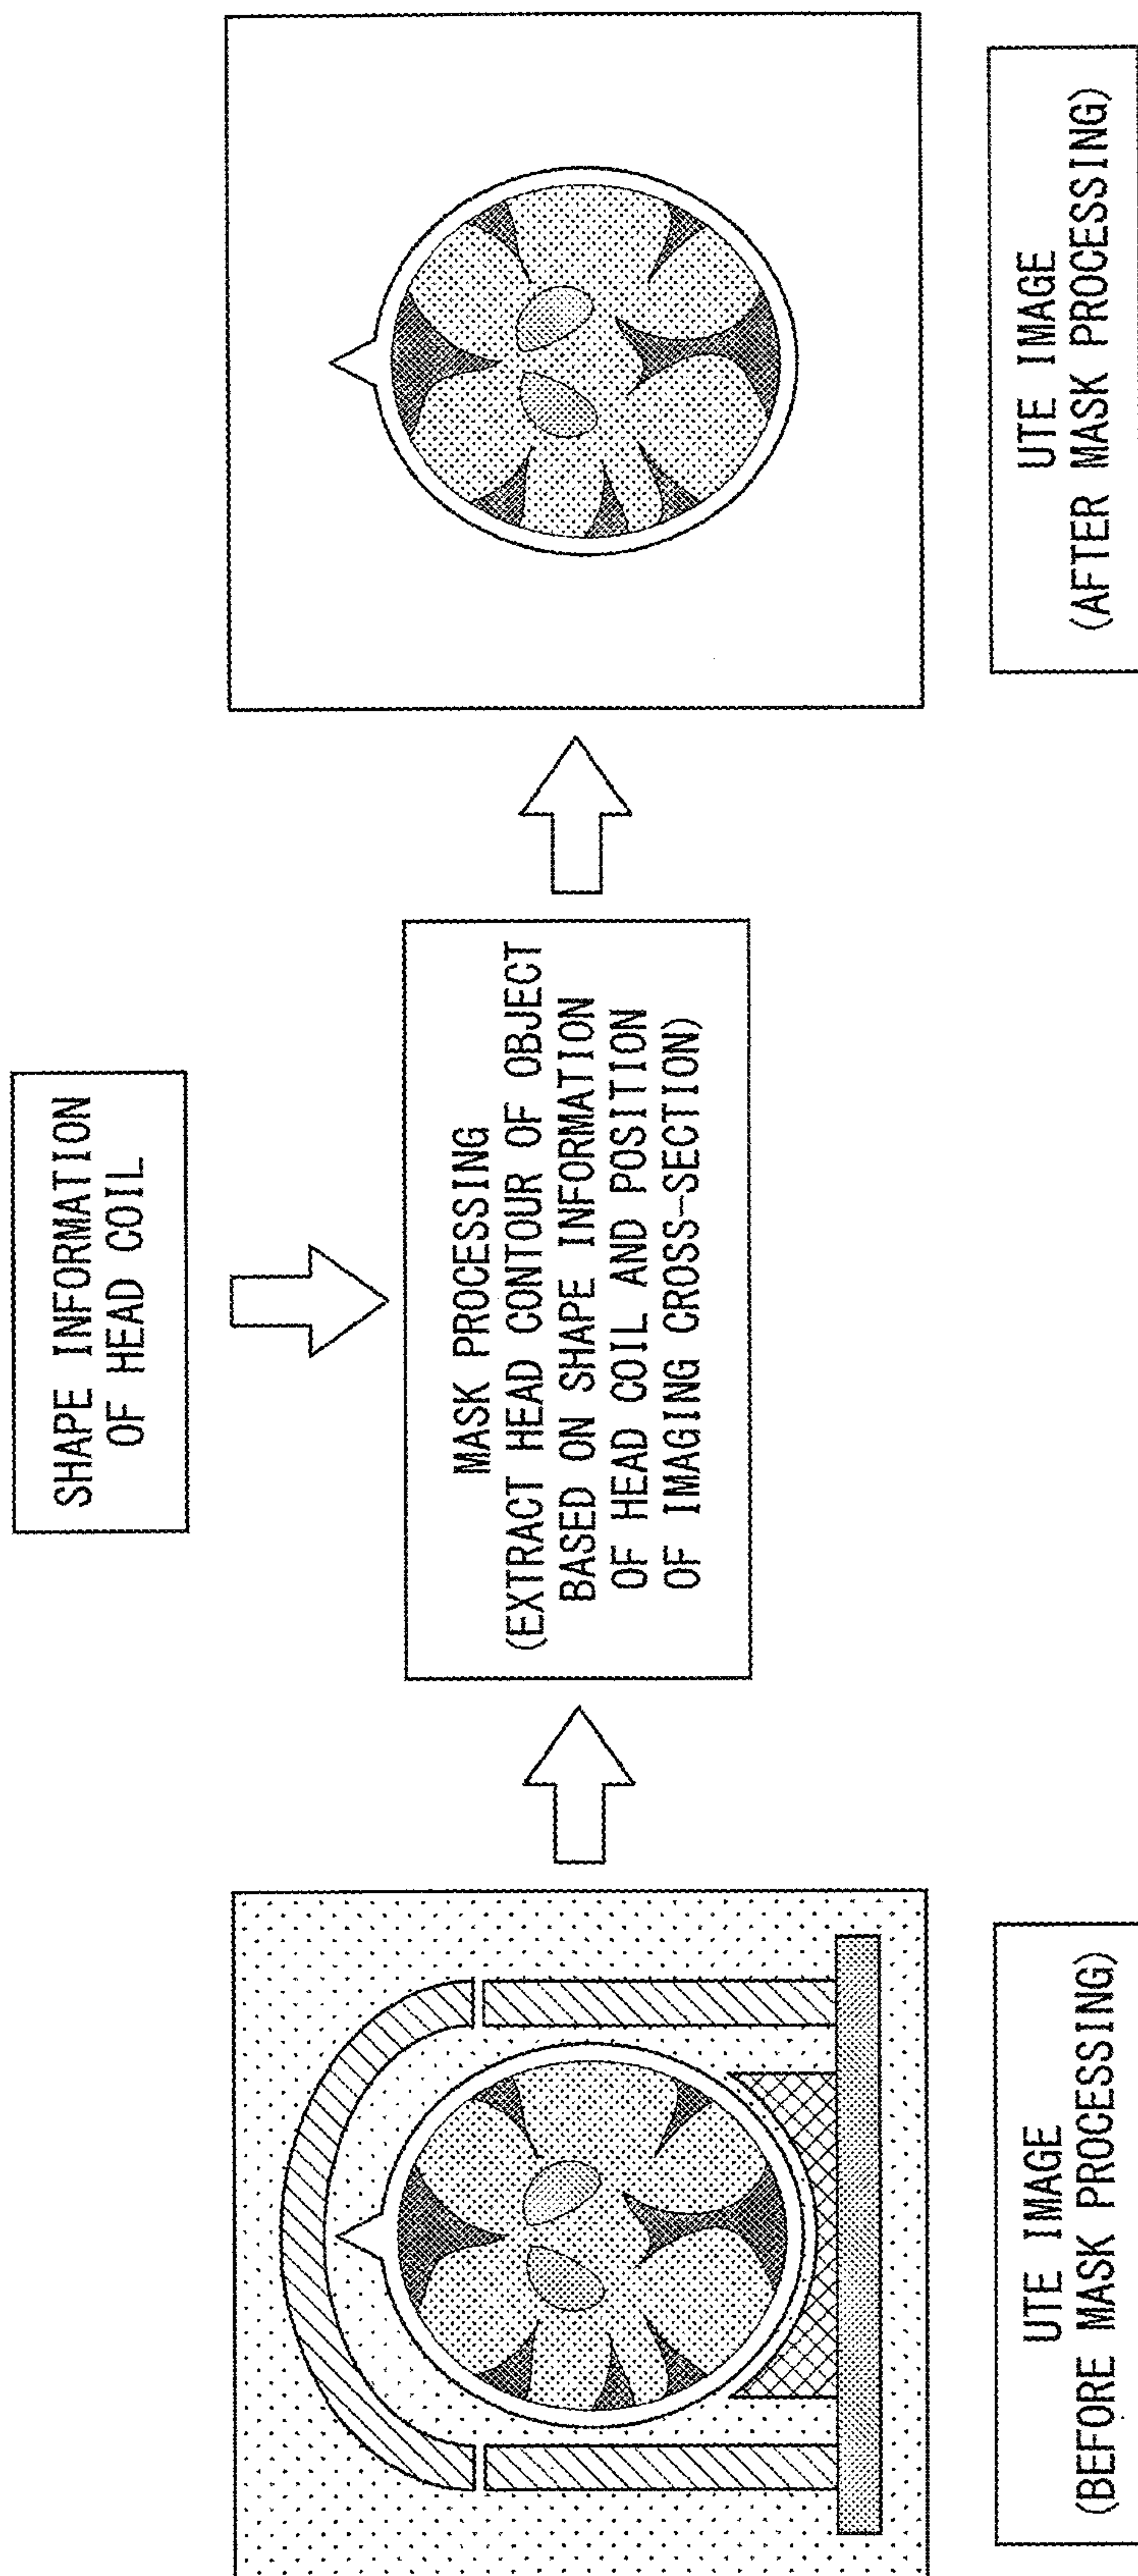 SHAPE INFORMATION
OF HEAD COIL
MASK PROCESSING
(EXTRACT HEAD CONTOUR OF OBJECT
BASED ON SHAPE INFORMATION
OF HEAD COIL AND POSITION
OF IMAGING CROSS-SECTION)
UTE IMAGE
(BEFORE MASK PROCESSING)
UTE IMAGE
(AFTER MASK PROCESSING)